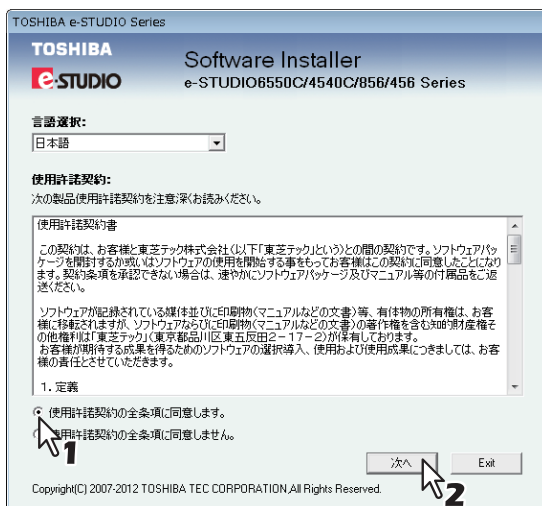 TOSHIBA e-STUDIO Series
TOSHIBA
e-STUDIO
Software Installer
e-STUDIO6550C/4540C/856/456 Series
言語選択:
日本語
使用許諾契約:
次の製品使用許諾契約を注意深くお読みください。
使用許諾契約書
この契約は、お客様と東芝テック株式会社(以下「東芝テック」という)との間の契約です。ソフトウェアパッ
ケージを開封するか或いはソフトウェアの使用を開始する事をもってお客様はこの契約に同意したことになり
ます。契約条項を承認できない場合は、速やかにソフトウェアパッケージ及びマニュアル等の付属品をご返
送ください。
ソフトウェアが記録されている媒体並びに印刷物(マニュアルなどの文書)等、有体物の所有権は、お客
様に移転されますが、ソフトウェアならびに印刷物(マニュアルなどの文書)の著作権を含む知的財産権そ
の他権利は「東芝テック」(東京都品川区東五反田2-17-2)が保有しております。
お客様が期待する成果を得るためのソフトウェアの選択導入、使用および使用成果につきましては、お客
様の責任とさせていただきます。
1. 定義
使用許諾契約の全条項に同意します。
使用許諾契約の全条項に同意しません。
1
次へ
Exit
2
Copyright(C) 2007-2012 TOSHIBA TEC CORPORATION,All Rights Reserved.